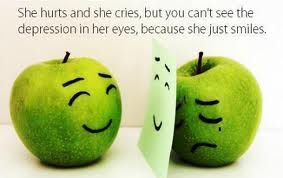 She hurts and she cries, but you can't see the
depression in her eyes, because she just smiles.